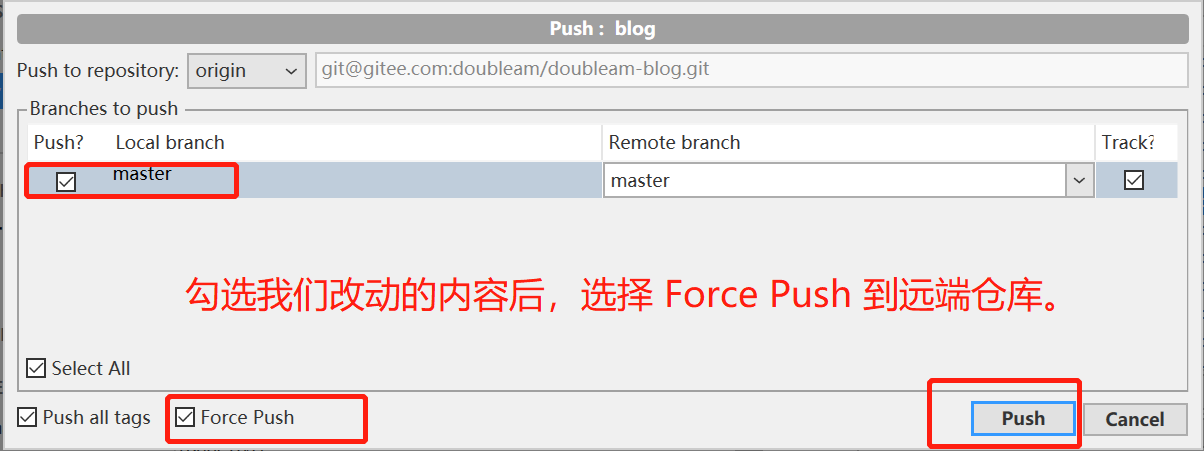 Push : blog
Push to repository: origin git@gitee.com:doubleam/doubleam-blog.git
Branches to push
Push? Local branch Remote branch Track?
master master
勾选我们改动的内容后，选择 Force Push 到远端仓库。
Select All
Push all tags Force Push Push Cancel